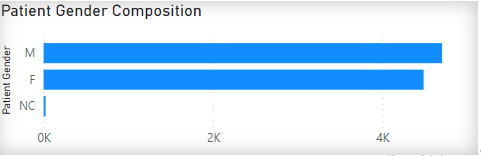 Patient Gender Composition
Patient Gender
M
F
NC
0K
2K
4K